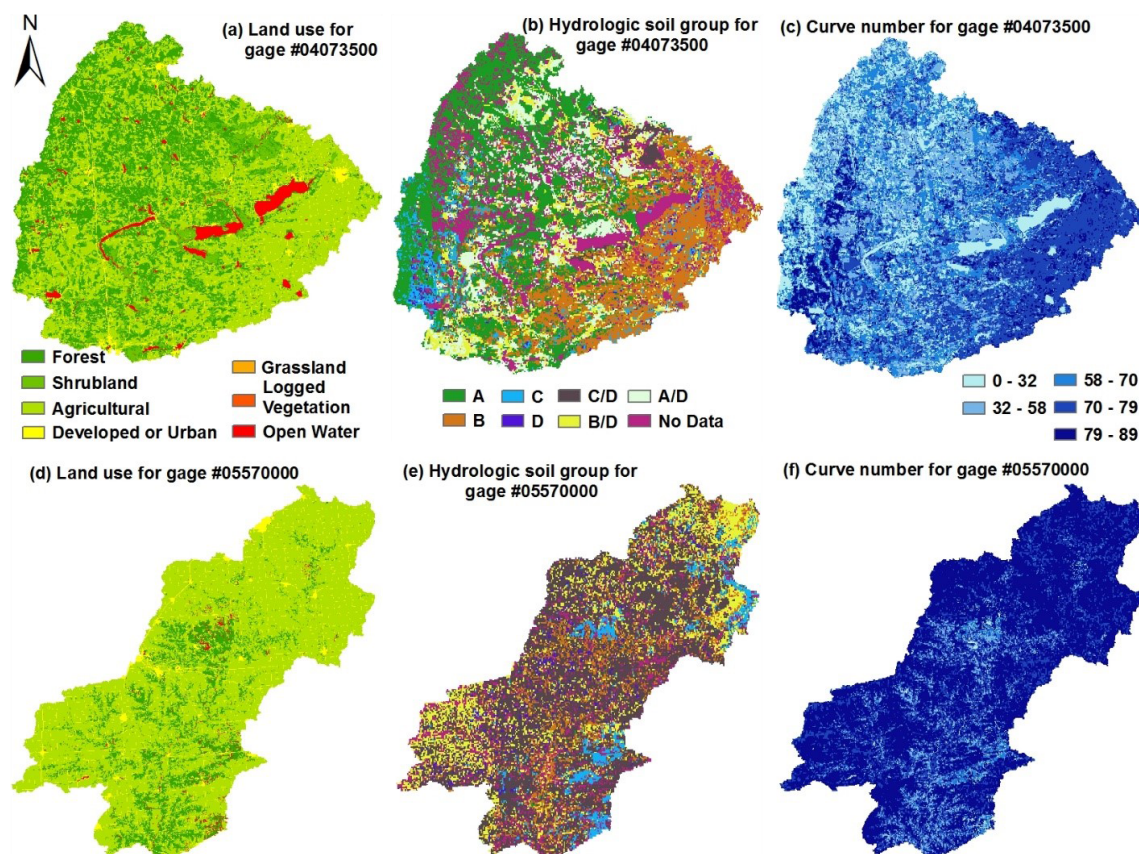 N
(a) Land use for
gage #04073500
(b) Hydrologic soil group for
gage #04073500
(c) Curve number for gage #04073500
Forest
Shrubland
Agricultural
Developed or Urban
Grassland
Logged
Vegetation
Open Water
A
C
C/D
A/D
B
D
B/D
No Data
0 - 32
58 - 70
32 - 58
70 - 79
79 - 89
(d) Land use for gage #05570000
(e) Hydrologic soil group for
gage #05570000
(f) Curve number for gage #05570000